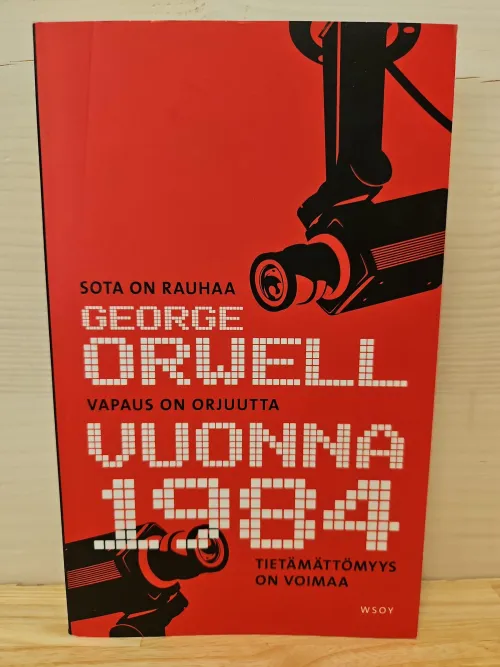 SOTA ON RAUHAA
GEORGE
ORWELL
VAPAUS ON ORJUUTTA
VUONNA
1984
TIETÄMÄTTÖMYYS
ON VOIMAA
WSOY